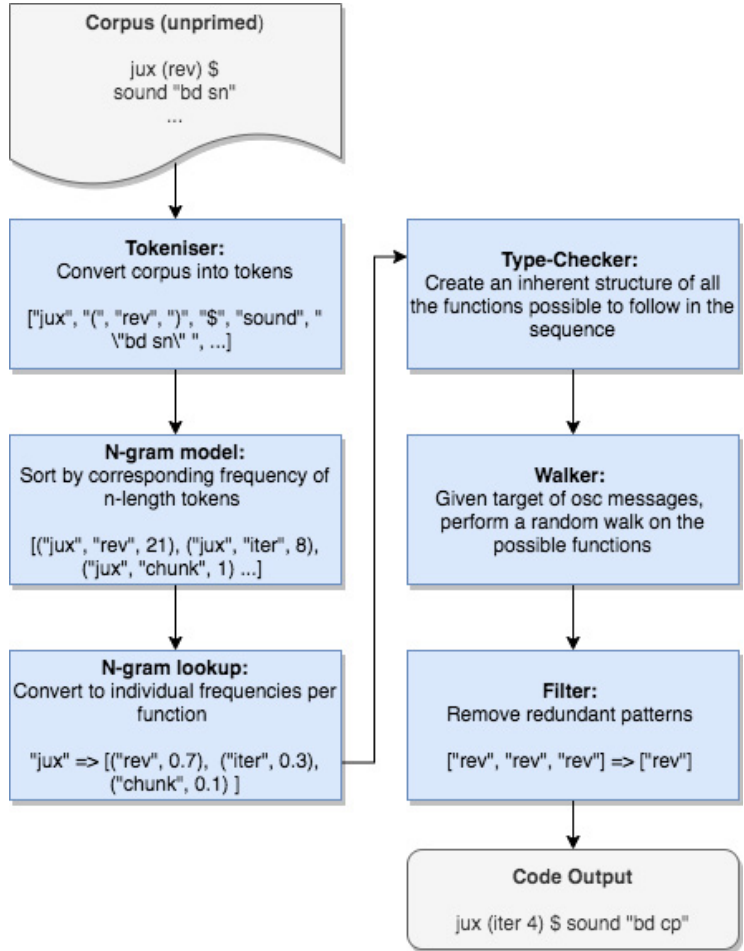 Corpus (unprimed)
jux (rev) $
sound "bd sn"
...
Tokeniser:
Convert corpus into tokens
["jux", "(", "rev", ")", "$", "sound", "
\"bd sn\" ", ...]
N-gram model:
Sort by corresponding frequency of
n-length tokens
[("jux", "rev", 21), ("jux", "iter", 8),
("jux", "chunk", 1) ...]
N-gram lookup:
Convert to individual frequencies per
function
"jux" => [("rev", 0.7),  ("iter", 0.3),
("chunk", 0.1) ]
Type-Checker:
Create an inherent structure of all
the functions possible to follow in the
sequence
Walker:
Given target of osc messages,
perform a random walk on the
possible functions
Filter:
Remove redundant patterns
["rev", "rev", "rev"] => ["rev"]
Code Output
jux (iter 4) $ sound "bd cp"